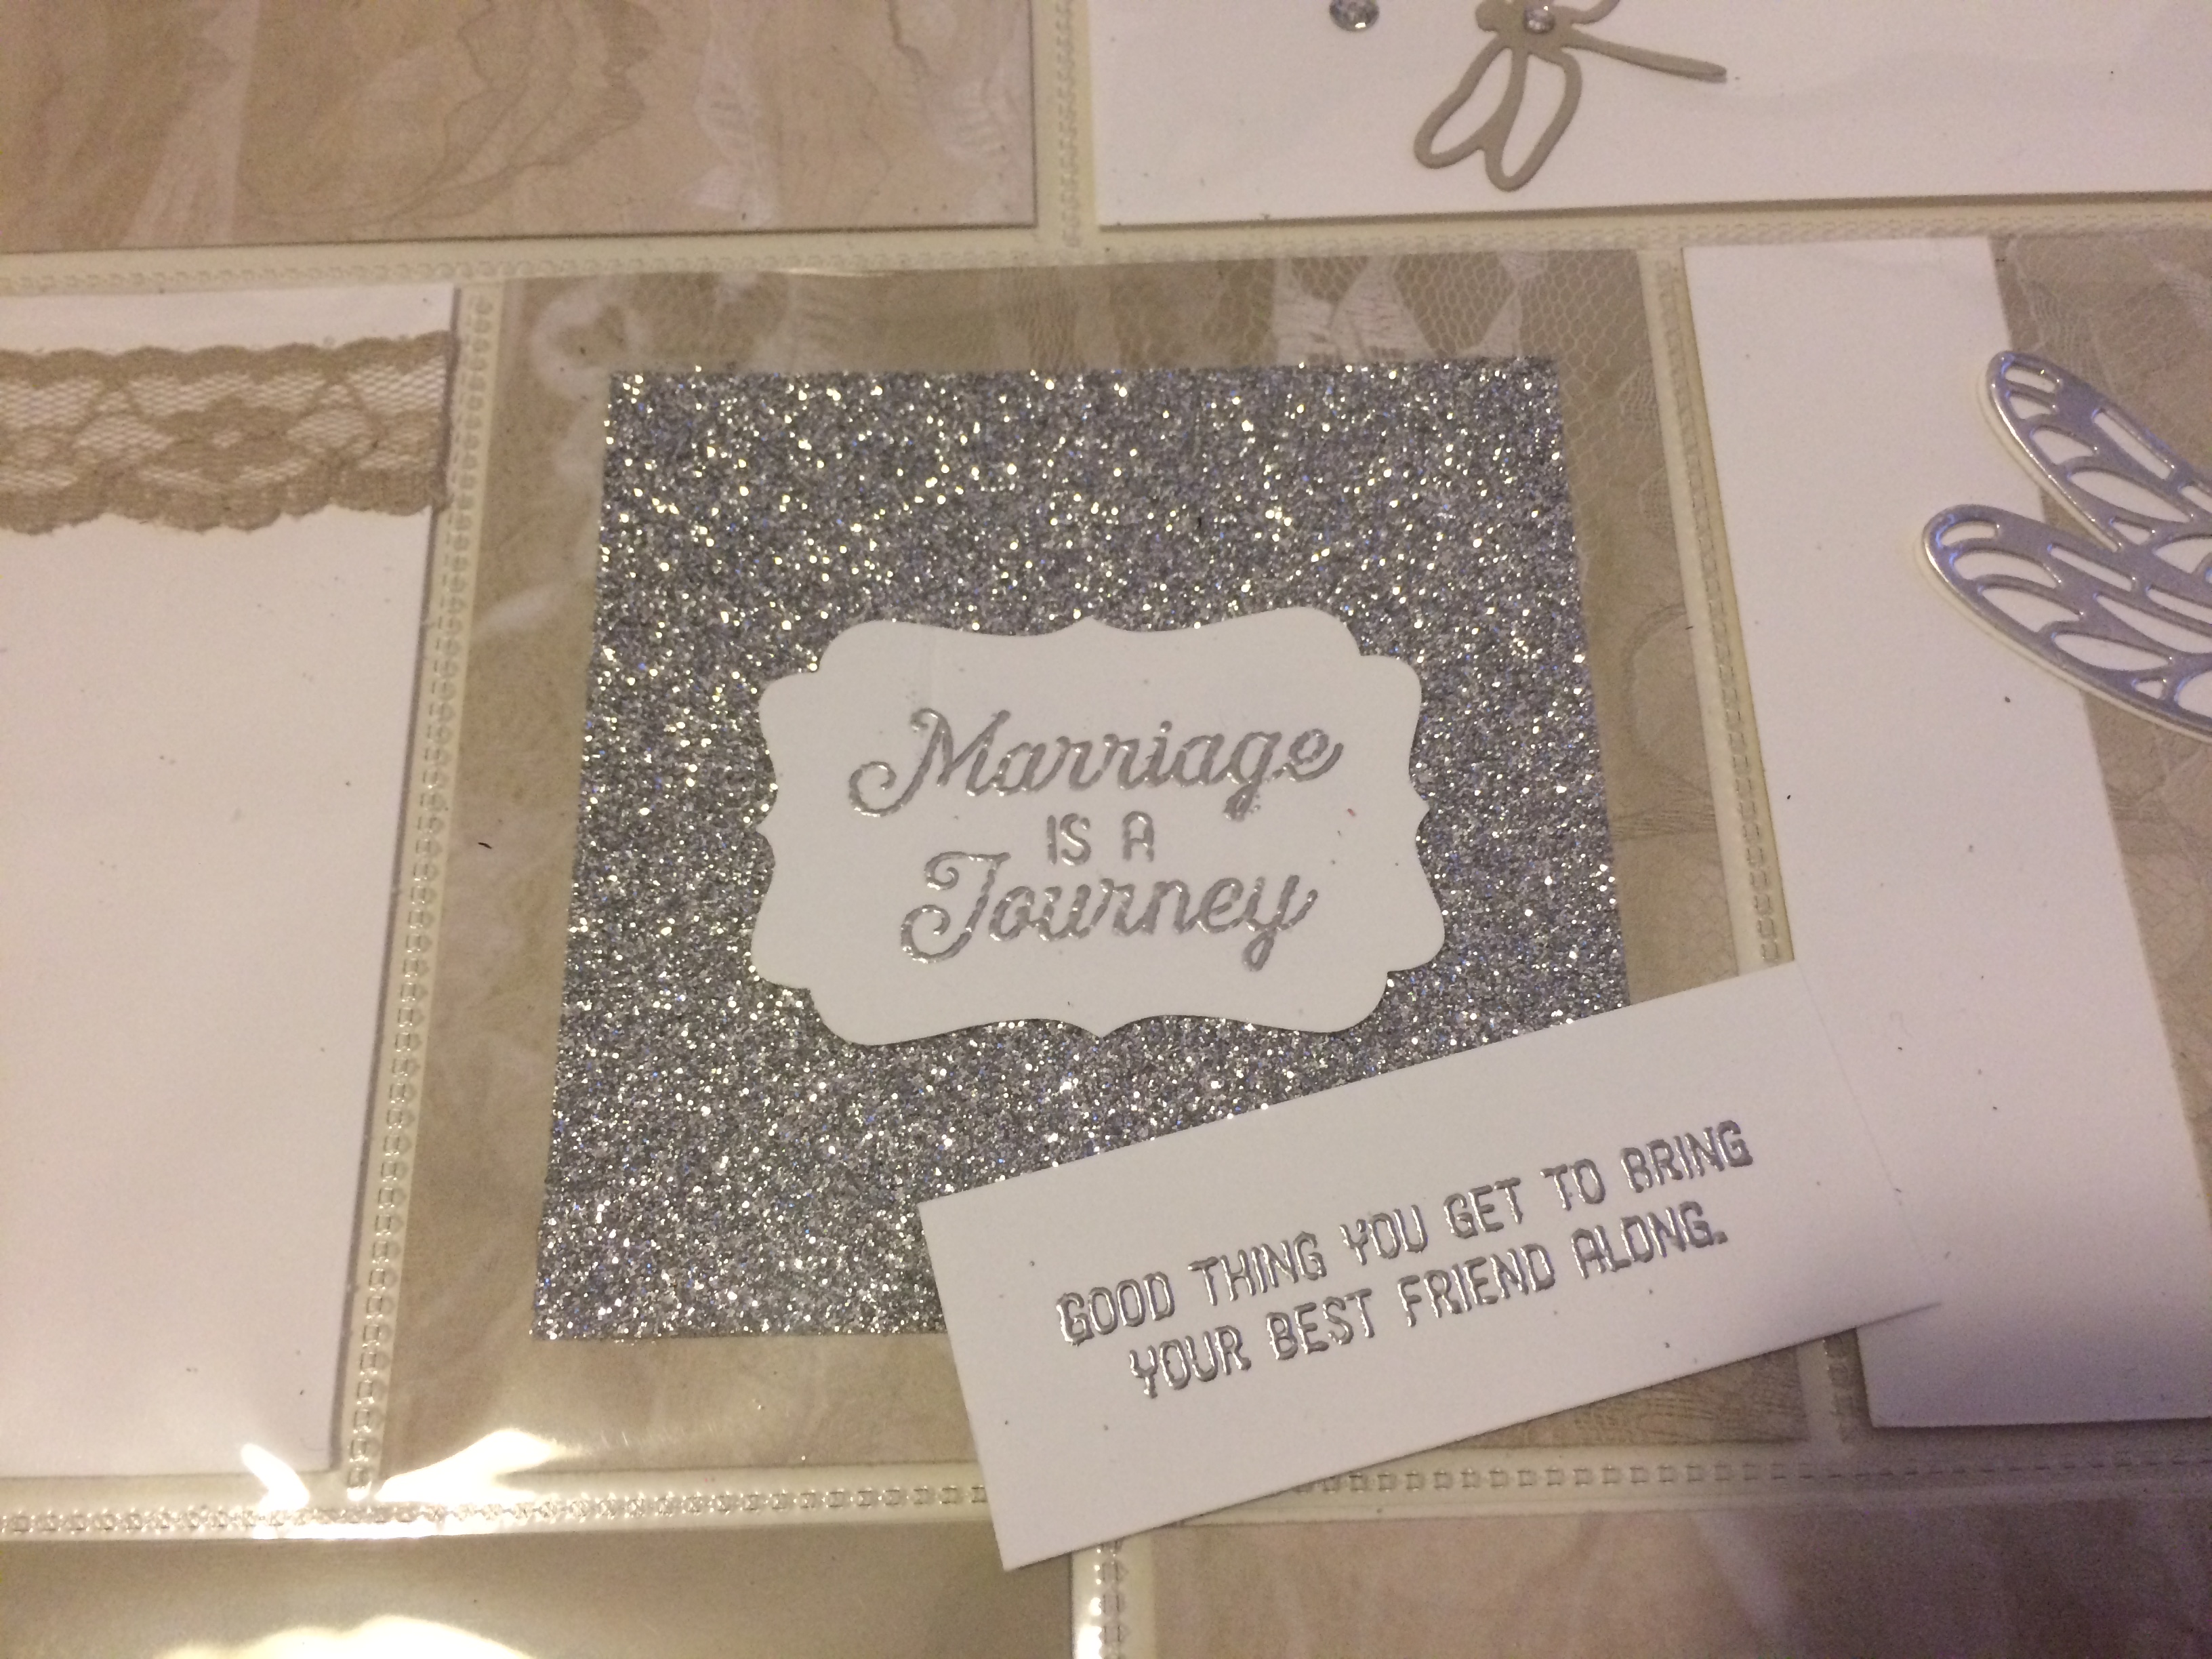 Marriage
IS A
Journey
GOOD THING YOU GET TO BRING
YOUR BEST FRIEND ALONG.